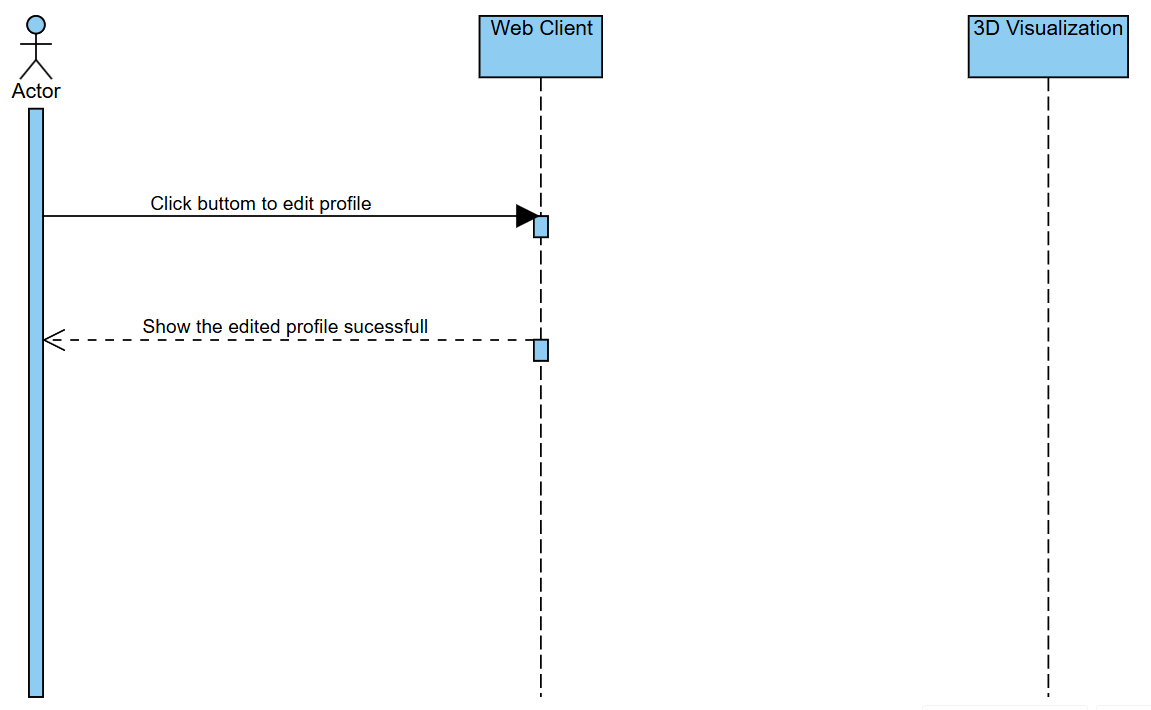 Web Client
3D Visualization
Actor
Click buttom to edit profile
Show the edited profile sucessfull